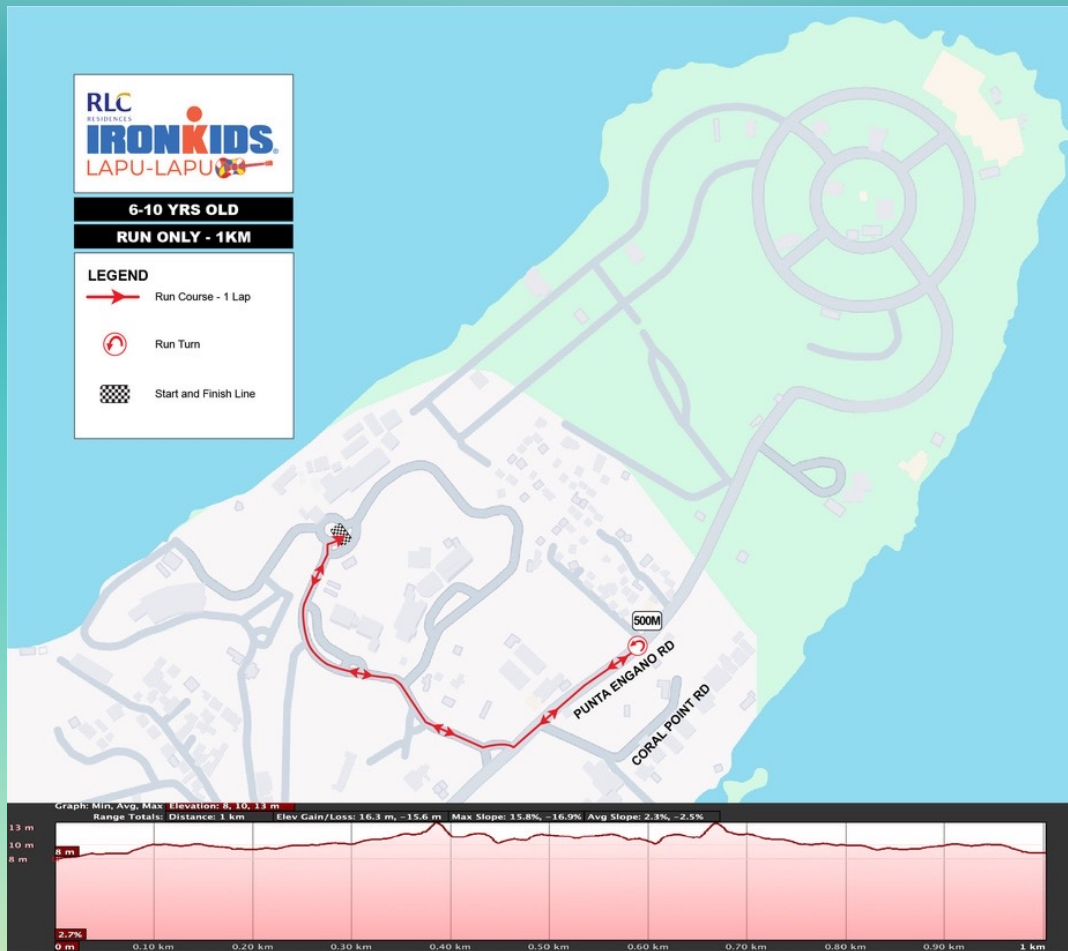 RLC
RESIDENCES
IRONKIDS
LAPU-LAPU
6-10 YRS OLD
RUN ONLY - 1KM
LEGEND
Run Course - 1 Lap
Run Turn
Start and Finish Line
500M
PUNTA ENGANO RD
CORAL POINT RD
Graph: Min, Avg, Max Elevation: 8, 10, 13 m
Range Totals: Distance: 1 km Elev Gain/Loss: 16.3 m, -15.6 m Max Slope: 15.8%, -16.9% Avg Slope: 2.3%, -2.5%
13 m
10 m
8 m
8 m
2.7%
0 m 0.10 km 0.20 km 0.30 km 0.40 km 0.50 km 0.60 km 0.70 km 0.80 km 0.90 km 1 km